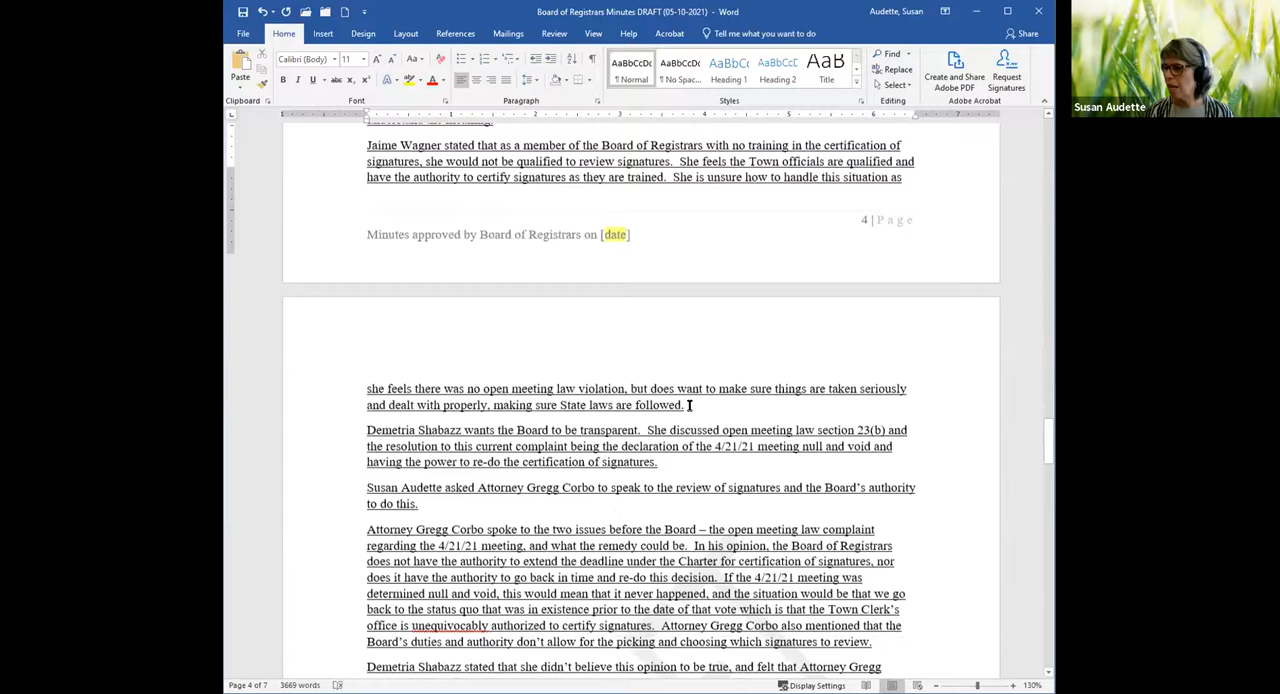 Board of Registrars Minutes DRAFT (05-10-2021) - Word
Audette, Susan
File Home Insert Design Layout References Mailings Review View Help Acrobat Tell me what you want to do Share
Paste
Calibri (Body) 11
Aa
B I U abc x₂ x² A A
AaBbCcDc AaBbCcDc AaBbCc AaBbCcC AaB
¶ Normal ¶ No Spac... Heading 1 Heading 2 Title
Find
Replace
Select
Create and Share Adobe PDF
Request Signatures
Clipboard Font Paragraph Styles Editing Adobe Acrobat
1 1 2 3 4 5 6 7
Jaime Wagner stated that as a member of the Board of Registrars with no training in the certification of
signatures, she would not be qualified to review signatures. She feels the Town officials are qualified and
have the authority to certify signatures as they are trained. She is unsure how to handle this situation as
4 | P a g e
Minutes approved by Board of Registrars on [date]
she feels there was no open meeting law violation, but does want to make sure things are taken seriously
and dealt with properly, making sure State laws are followed.
Demetria Shabazz wants the Board to be transparent. She discussed open meeting law section 23(b) and
the resolution to this current complaint being the declaration of the 4/21/21 meeting null and void and
having the power to re-do the certification of signatures.
Susan Audette asked Attorney Gregg Corbo to speak to the review of signatures and the Board's authority
to do this.
Attorney Gregg Corbo spoke to the two issues before the Board – the open meeting law complaint
regarding the 4/21/21 meeting, and what the remedy could be. In his opinion, the Board of Registrars
does not have the authority to extend the deadline under the Charter for certification of signatures, nor
does it have the authority to go back in time and re-do this decision. If the 4/21/21 meeting was
determined null and void, this would mean that it never happened, and the situation would be that we go
back to the status quo that was in existence prior to the date of that vote which is that the Town Clerk's
office is unequivocably authorized to certify signatures. Attorney Gregg Corbo also mentioned that the
Board's duties and authority don't allow for the picking and choosing which signatures to review.
Demetria Shabazz stated that she didn't believe this opinion to be true, and felt that Attorney Gregg
Page 4 of 7 3669 words Display Settings 130%
Susan Audette